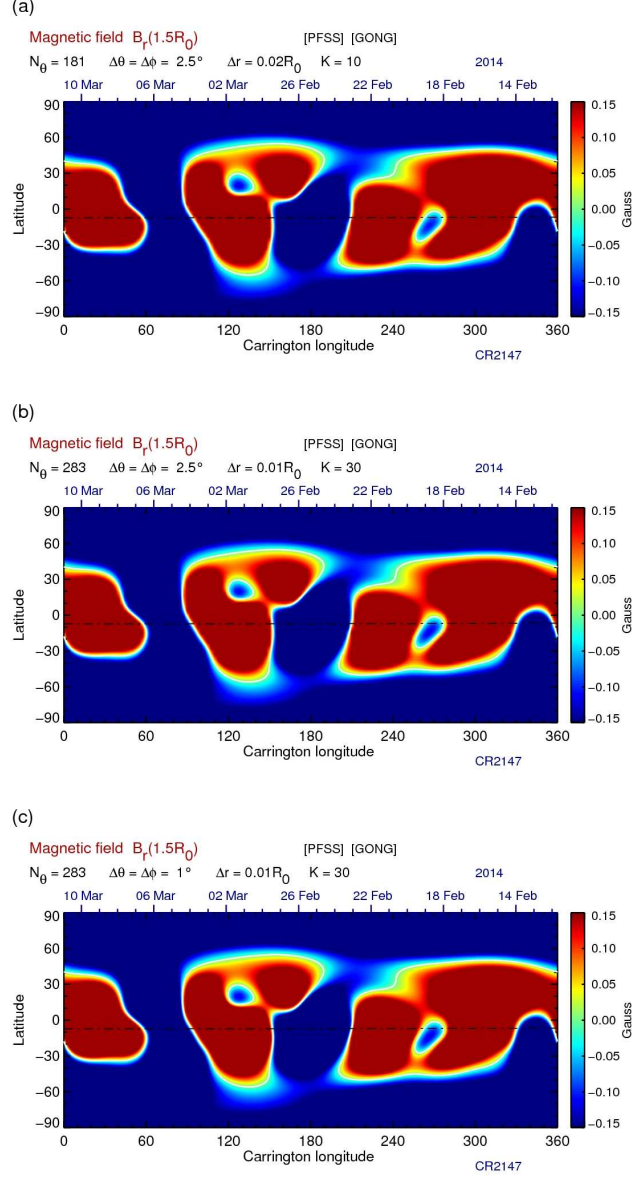 (a)
Magnetic field B_r(1.5R_0) [PFSS] [GONG]
N_θ = 181 Δθ = Δϕ = 2.5° Δr = 0.02R_0 K = 10 2014
10 Mar 06 Mar 02 Mar 26 Feb 22 Feb 18 Feb 14 Feb
90
60
30
0
−30
−60
−90
Latitude
0 60 120 180 240 300 360
Carrington longitude
CR2147
0.15
0.10
0.05
0.00
−0.05
−0.10
−0.15
Gauss
(b)
Magnetic field B_r(1.5R_0) [PFSS] [GONG]
N_θ = 283 Δθ = Δϕ = 2.5° Δr = 0.01R_0 K = 30 2014
10 Mar 06 Mar 02 Mar 26 Feb 22 Feb 18 Feb 14 Feb
90
60
30
0
−30
−60
−90
Latitude
0 60 120 180 240 300 360
Carrington longitude
CR2147
0.15
0.10
0.05
0.00
−0.05
−0.10
−0.15
Gauss
(c)
Magnetic field B_r(1.5R_0) [PFSS] [GONG]
N_θ = 283 Δθ = Δϕ = 1° Δr = 0.01R_0 K = 30 2014
10 Mar 06 Mar 02 Mar 26 Feb 22 Feb 18 Feb 14 Feb
90
60
30
0
−30
−60
−90
Latitude
0 60 120 180 240 300 360
Carrington longitude
CR2147
0.15
0.10
0.05
0.00
−0.05
−0.10
−0.15
Gauss